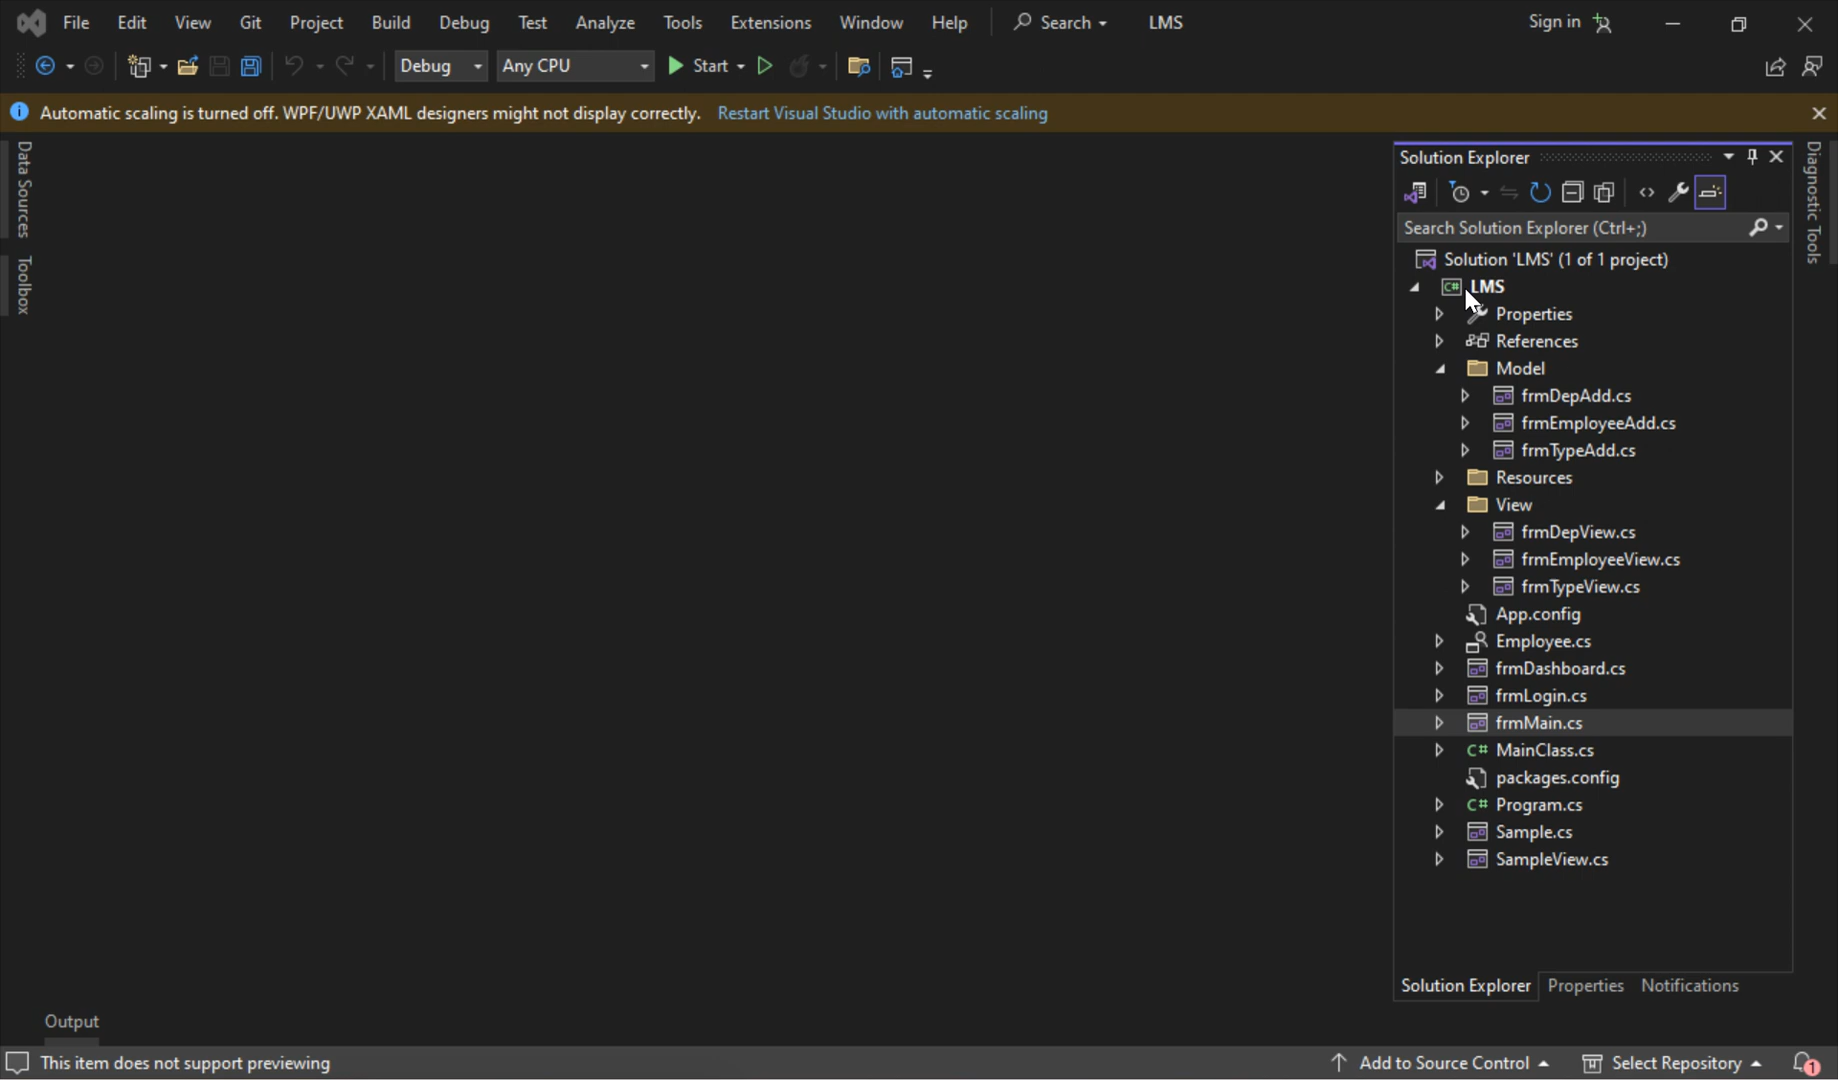 File Edit View Git Project Build Debug Test Analyze Tools Extensions Window Help Search LMS Sign in
Debug Any CPU Start
Automatic scaling is turned off. WPF/UWP XAML designers might not display correctly. Restart Visual Studio with automatic scaling
Data Sources
Toolbox
Solution Explorer
Search Solution Explorer (Ctrl+;)
Solution 'LMS' (1 of 1 project)
C# LMS
Properties
References
Model
frmDepAdd.cs
frmEmployeeAdd.cs
frmTypeAdd.cs
Resources
View
frmDepView.cs
frmEmployeeView.cs
frmTypeView.cs
App.config
Employee.cs
frmDashboard.cs
frmLogin.cs
frmMain.cs
C# MainClass.cs
packages.config
C# Program.cs
Sample.cs
SampleView.cs
Solution Explorer Properties Notifications
Diagnostic Tools
Output
This item does not support previewing Add to Source Control Select Repository 1